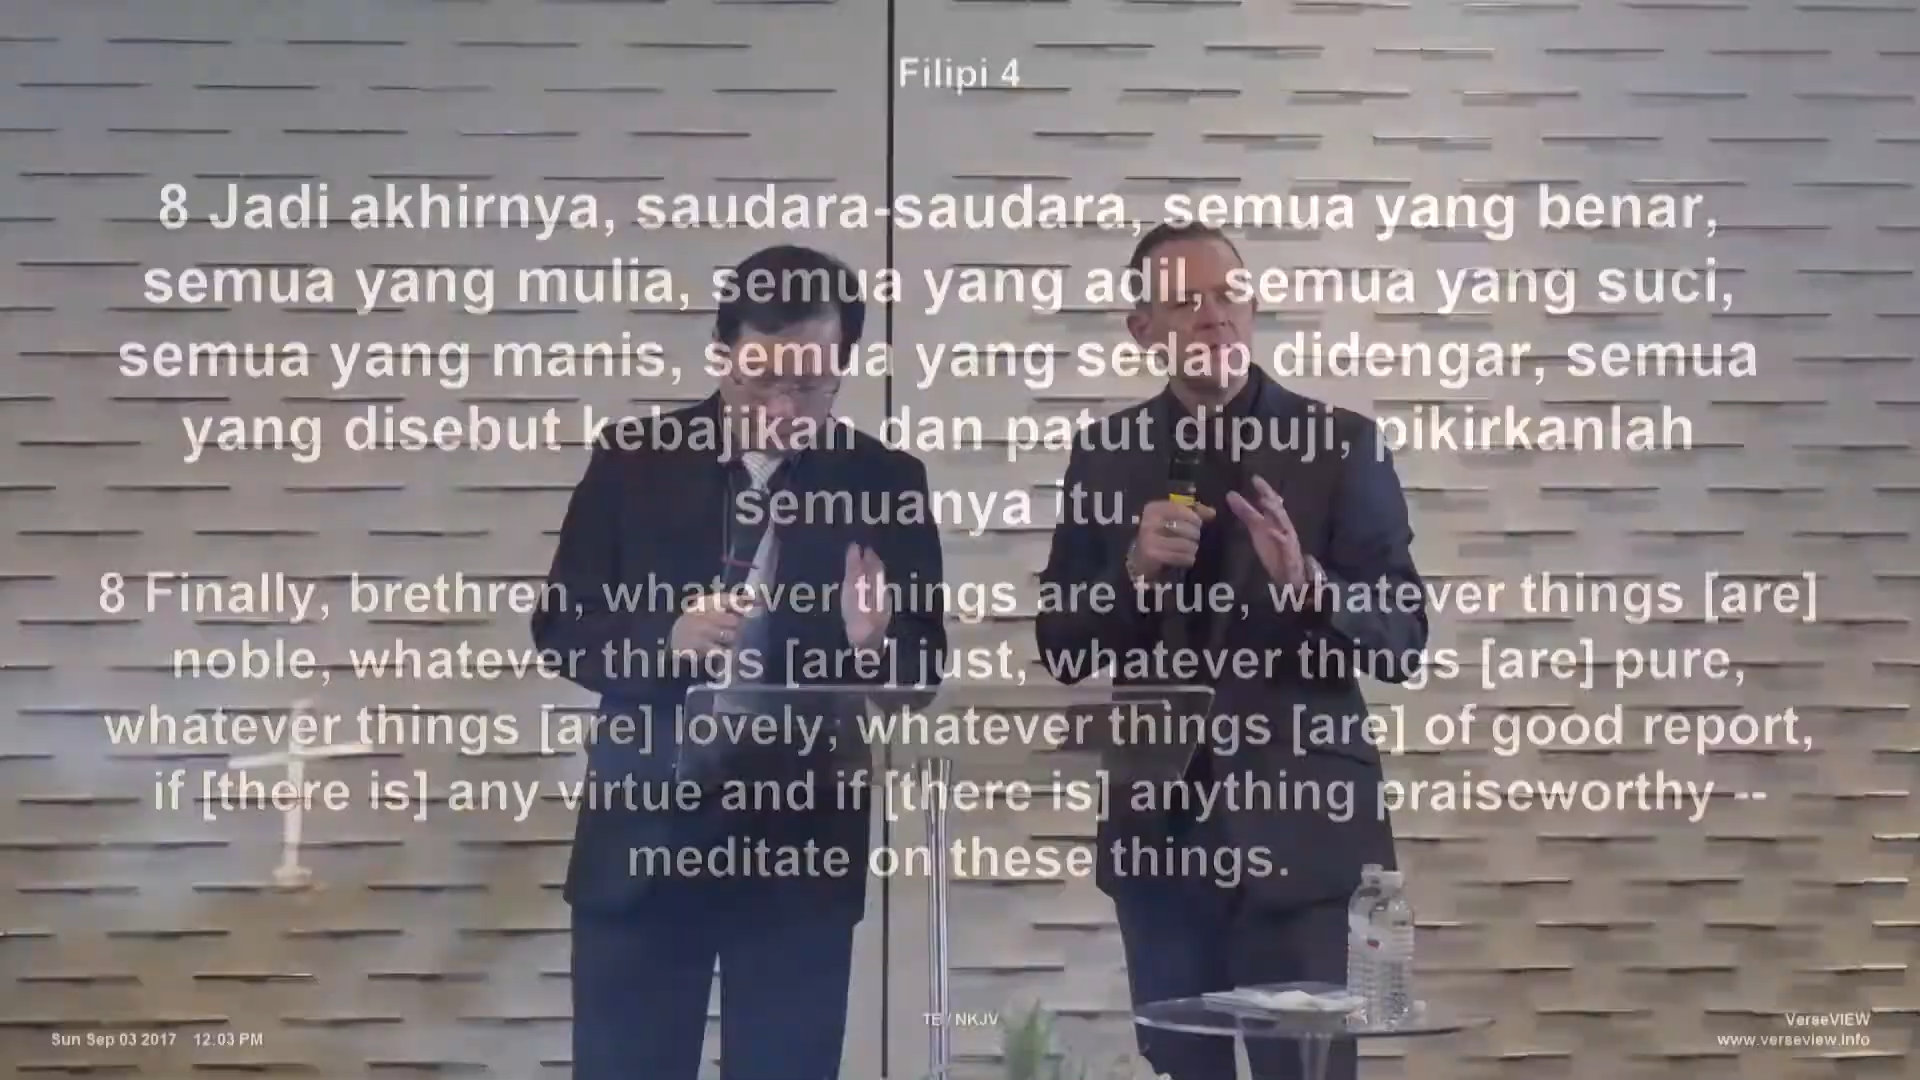 Filipi 4
8 Jadi akhirnya, saudara-saudara, semua yang benar,
semua yang mulia, semua yang adil, semua yang suci,
semua yang manis, semua yang sedap didengar, semua
yang disebut kebajikan dan patut dipuji, pikirkanlah
semuanya itu.
8 Finally, brethren, whatever things are true, whatever things [are]
noble, whatever things [are] just, whatever things [are] pure,
whatever things [are] lovely, whatever things [are] of good report,
if [there is] any virtue and if [there is] anything praiseworthy --
meditate on these things.
Sun Sep 03 2017 12:03 PM
TB / NKJV
VerseVIEW
www.verseview.info